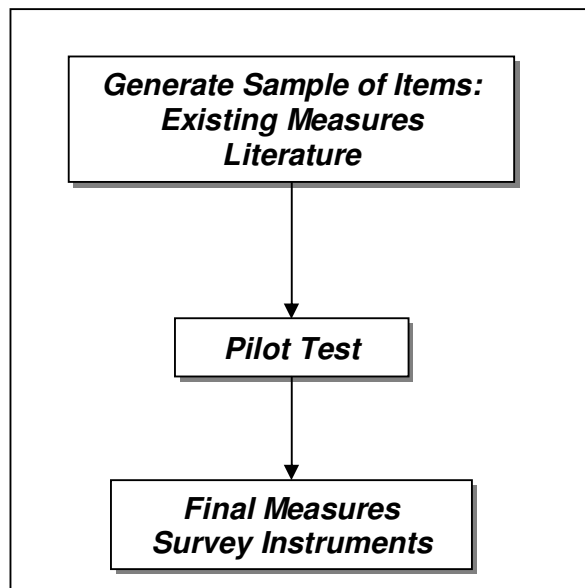 Generate Sample of Items:
Existing Measures
Literature
Pilot Test
Final Measures
Survey Instruments